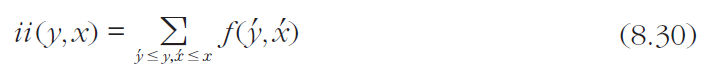 ii(y,x) = ∑ f(ý,x́) (8.30)
ý≤y,x́≤x